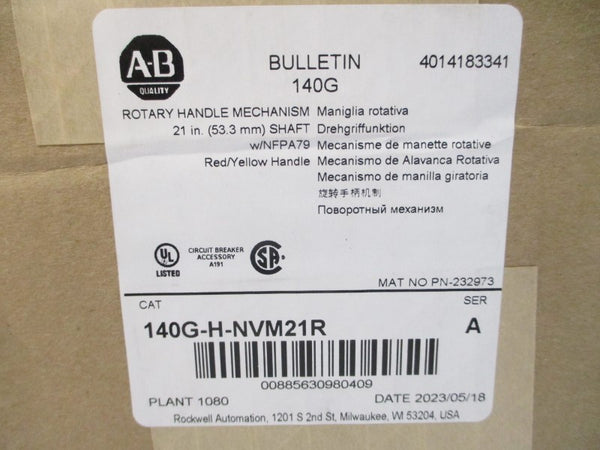 A-B
QUALITY
BULLETIN
140G
4014183341
ROTARY HANDLE MECHANISM
21 in. (53.3 mm) SHAFT
w/NFPA79
Red/Yellow Handle
Maniglia rotativa
Drehgriffunktion
Mecanisme de manette rotative
Mecanismo de Alavanca Rotativa
Mecanismo de manilla giratoria
旋转手柄机制
Поворотный механизм
UL
LISTED
CIRCUIT BREAKER
ACCESSORY
A191
SA
MAT NO PN-232973
CAT
SER
140G-H-NVM21R
A
00885630980409
PLANT 1080
DATE 2023/05/18
Rockwell Automation, 1201 S 2nd St, Milwaukee, WI 53204, USA